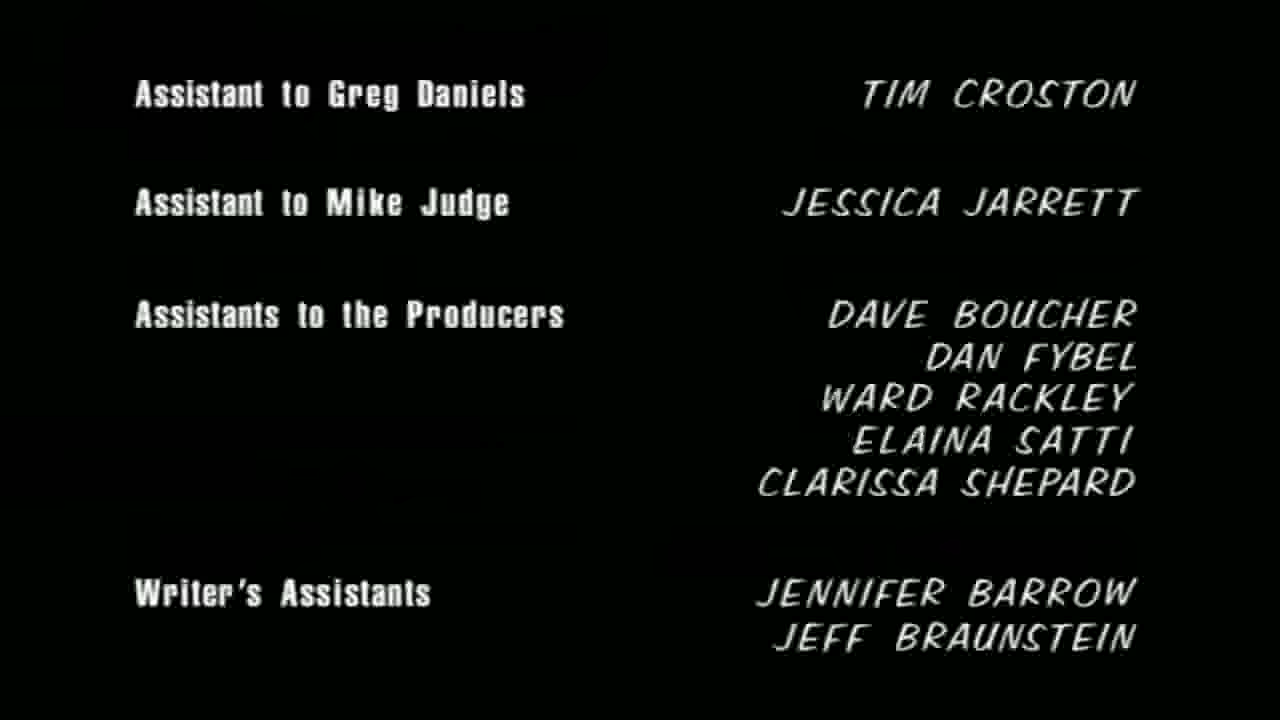 Assistant to Greg Daniels TIM CROSTON
Assistant to Mike Judge JESSICA JARRETT
Assistants to the Producers DAVE BOUCHER
DAN FYBEL
WARD RACKLEY
ELAINA SATTI
CLARISSA SHEPARD
Writer's Assistants JENNIFER BARROW
JEFF BRAUNSTEIN